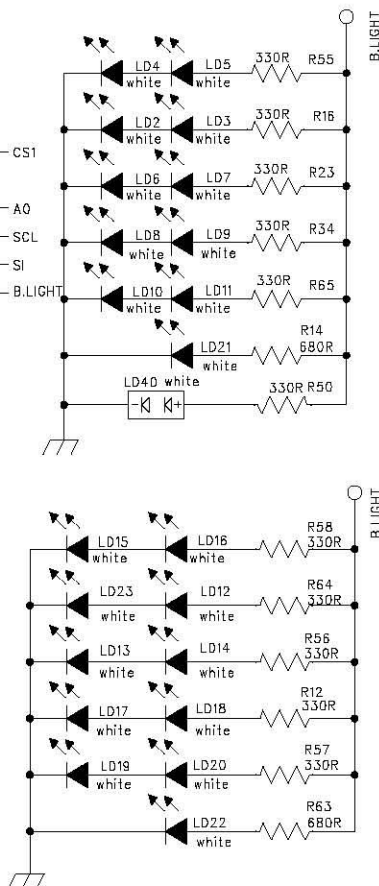 B.LIGHT
LD4 LD5 330R R55
white white
LD2 LD3 330R R16
white white
CS1
LD6 LD7 330R R23
white white
A0
SCL
LD8 LD9 330R R34
white white
SI
B.LIGHT
LD10 LD11 330R R65
white white
R14
LD21 680R
white
LD40 330R R50
B.LIGHT
R58
LD15 LD16 330R
white white
R64
LD23 LD12 330R
white white
R56
LD13 LD14 330R
white white
R12
LD17 LD18 330R
white white
R57
LD19 LD20 330R
white white
R63
LD22 680R
white